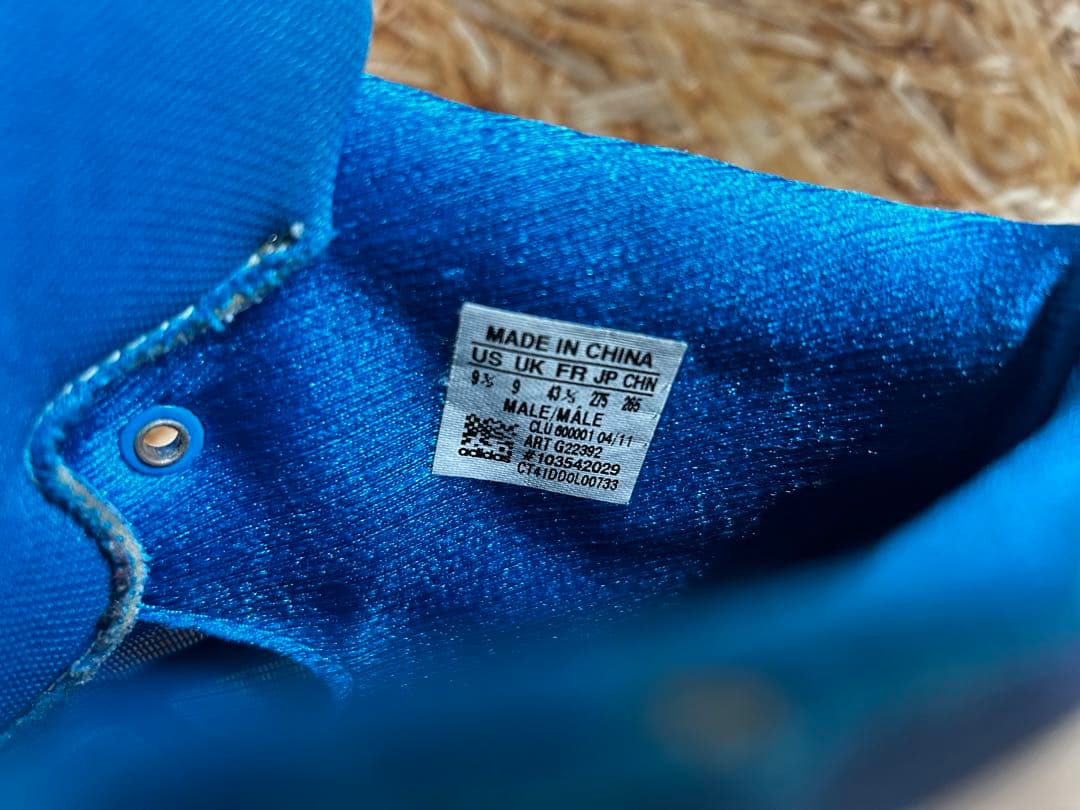 MADE IN CHINA
US UK FR JP CHN
9½ 9 43⅓ 275 265
MALE/MÂLE
CLU 600001 04/11
ART G22392
adidas #103542029
CT41DD0L00733